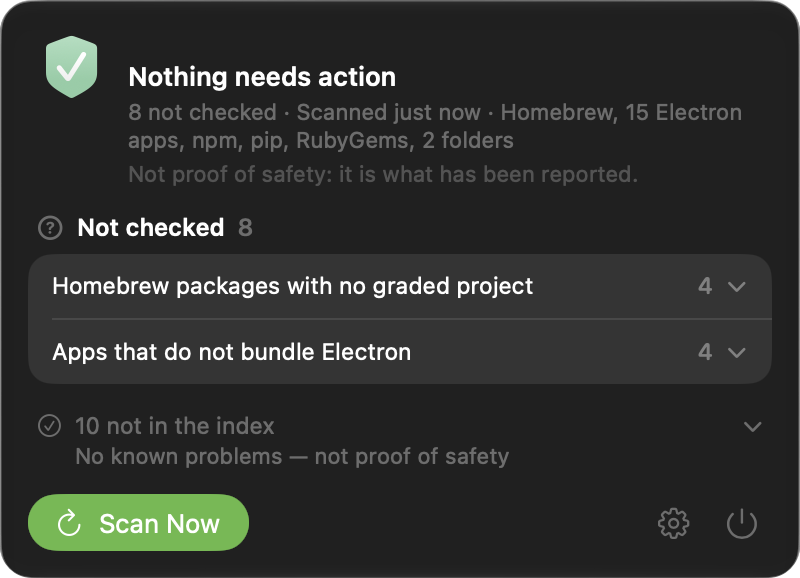 Nothing needs action
8 not checked · Scanned just now · Homebrew, 15 Electron
apps, npm, pip, RubyGems, 2 folders
Not proof of safety: it is what has been reported.
Not checked 8
Homebrew packages with no graded project 4
Apps that do not bundle Electron 4
10 not in the index
No known problems — not proof of safety
Scan Now